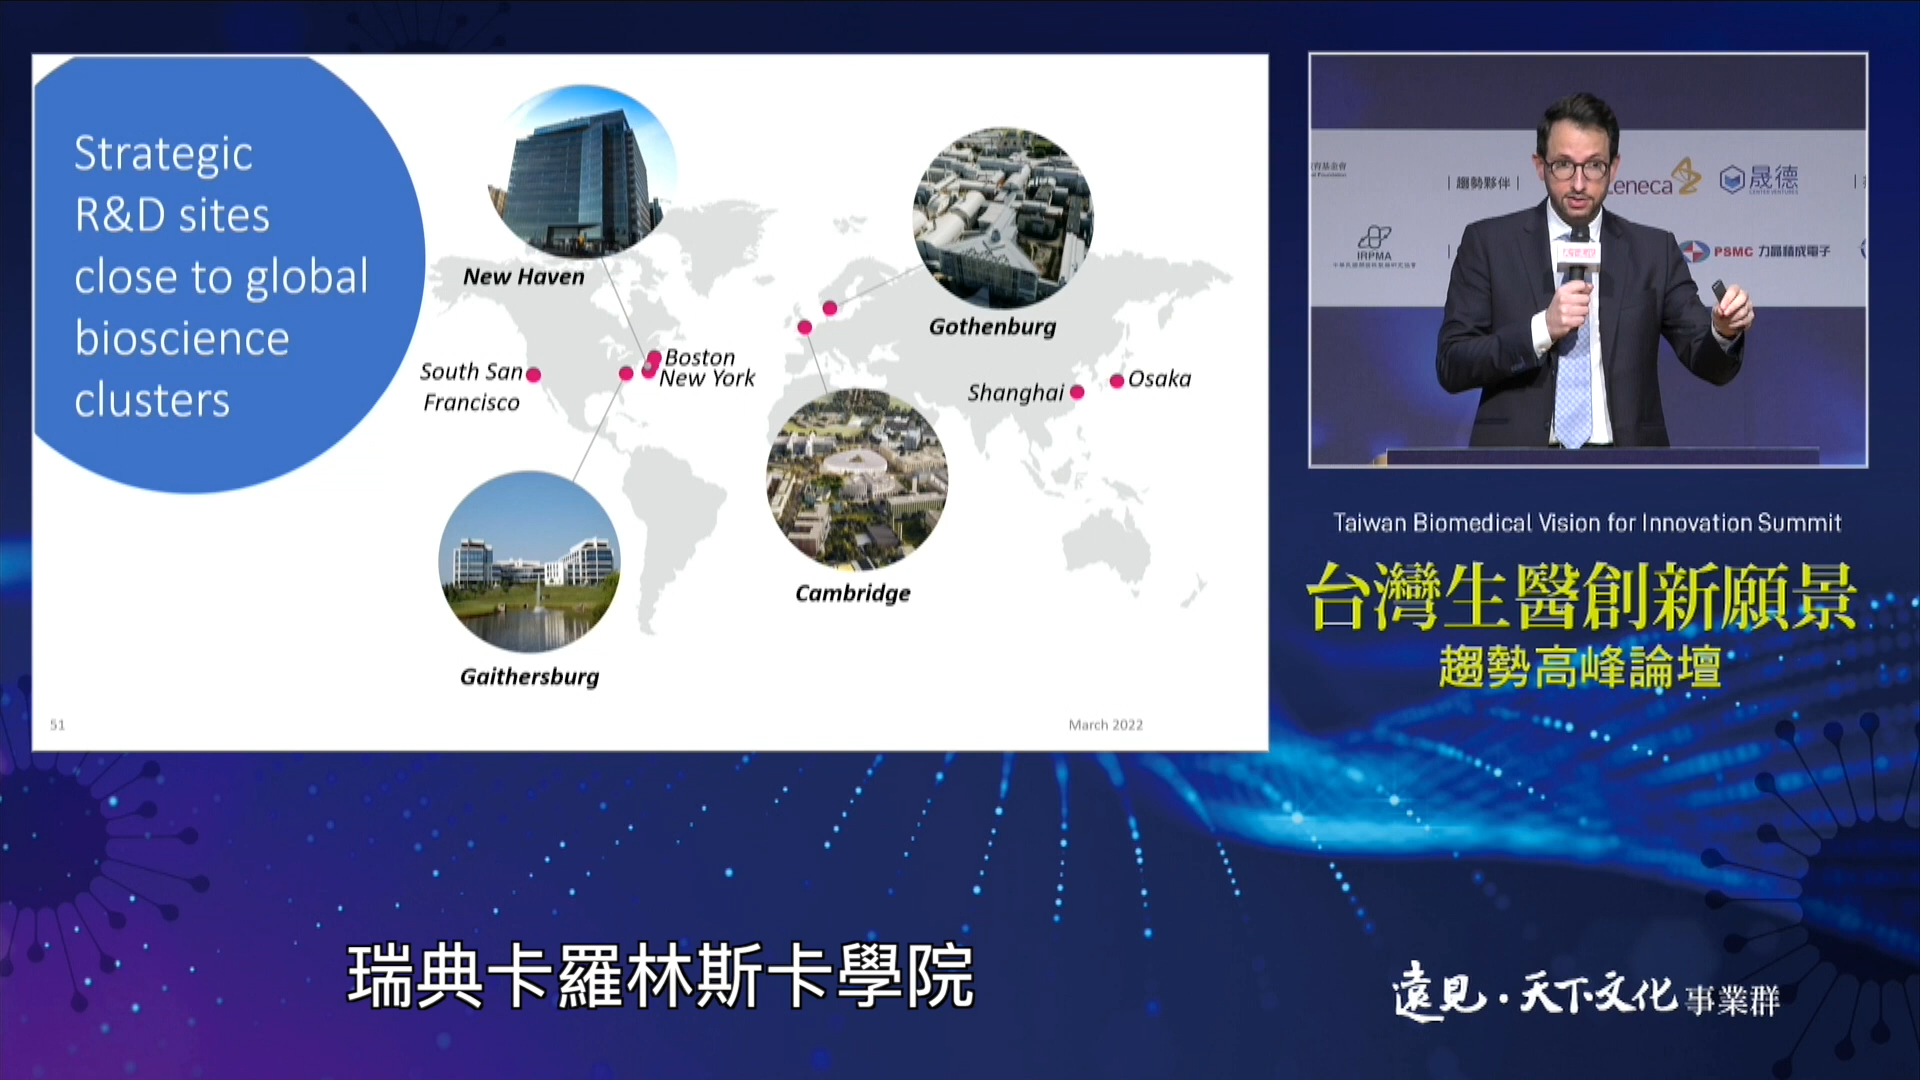 Strategic
R&D sites
close to global
bioscience
clusters
New Haven
Gothenburg
South San
Francisco
Boston
New York
Shanghai
Osaka
Cambridge
Gaithersburg
51
March 2022
趨勢夥伴
eneca
晟德
IRPMA
PSMC 力晶積成電子
Taiwan Biomedical Vision for Innovation Summit
台灣生醫創新願景
趨勢高峰論壇
瑞典卡羅林斯卡學院
遠見・天下文化事業群